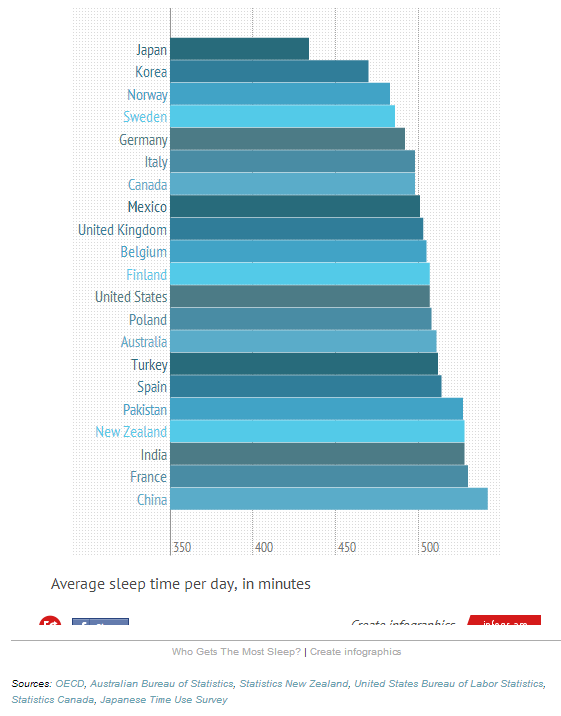 Japan
Korea
Norway
Sweden
Germany
Italy
Canada
Mexico
United Kingdom
Belgium
Finland
United States
Poland
Australia
Turkey
Spain
Pakistan
New Zealand
India
France
China
350 400 450 500
Average sleep time per day, in minutes
Create infographics
Who Gets The Most Sleep? | Create infographics
Sources: OECD, Australian Bureau of Statistics, Statistics New Zealand, United States Bureau of Labor Statistics,
Statistics Canada, Japanese Time Use Survey